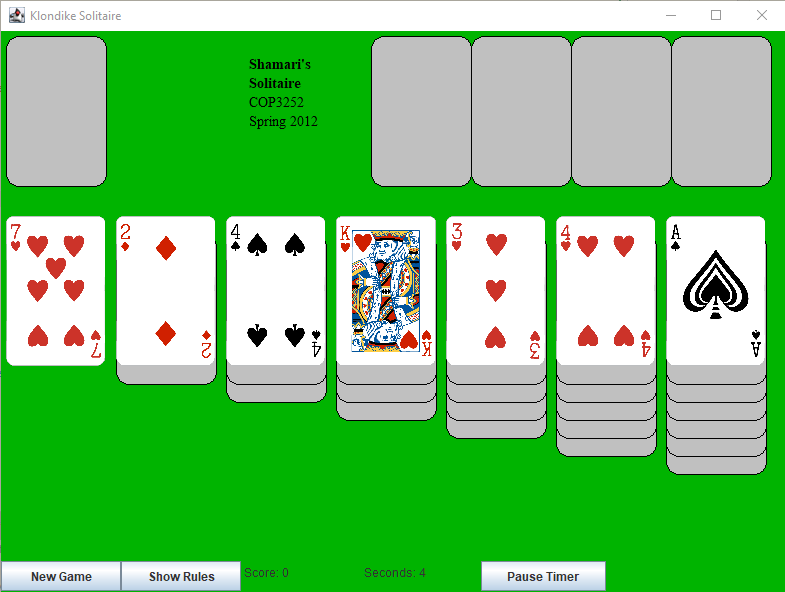 Klondike Solitaire
Shamari's
Solitaire
COP3252
Spring 2012
7 2 4 K 3 4 A
7 2 4 K 3 4 A
New Game Show Rules Score: 0 Seconds: 4 Pause Timer